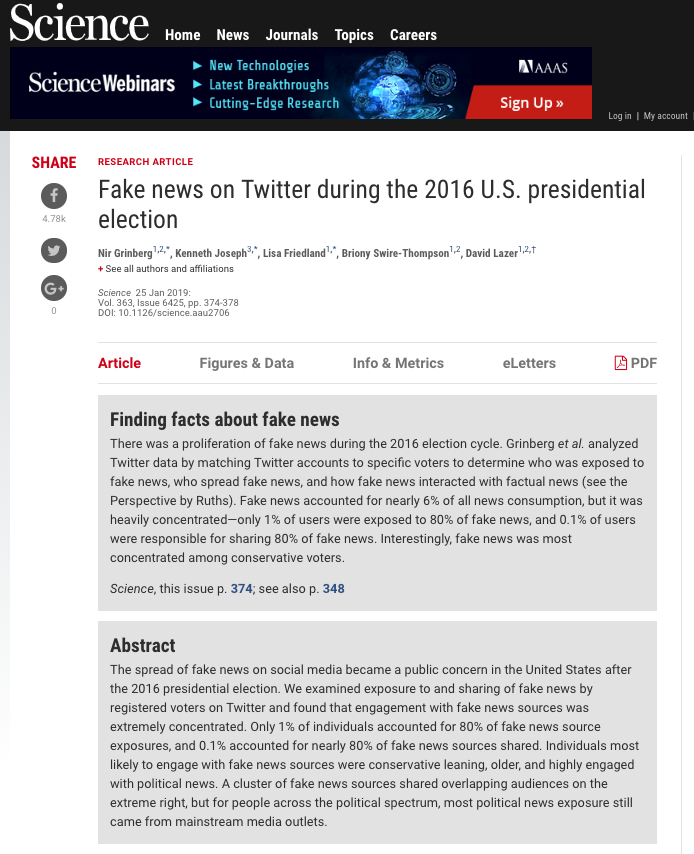 Science
Home News Journals Topics Careers
Science Webinars
► New Technologies
► Latest Breakthroughs
► Cutting-Edge Research
AAAS
Sign Up »
Log in | My account |
SHARE
4.78k
G+
0
RESEARCH ARTICLE
Fake news on Twitter during the 2016 U.S. presidential
election
Nir Grinberg1,2,*, Kenneth Joseph3,*, Lisa Friedland1,*, Briony Swire-Thompson1,2, David Lazer1,2,†
+ See all authors and affiliations
Science 25 Jan 2019:
Vol. 363, Issue 6425, pp. 374-378
DOI: 10.1126/science.aau2706
Article Figures & Data Info & Metrics eLetters PDF
Finding facts about fake news
There was a proliferation of fake news during the 2016 election cycle. Grinberg et al. analyzed
Twitter data by matching Twitter accounts to specific voters to determine who was exposed to
fake news, who spread fake news, and how fake news interacted with factual news (see the
Perspective by Ruths). Fake news accounted for nearly 6% of all news consumption, but it was
heavily concentrated—only 1% of users were exposed to 80% of fake news, and 0.1% of users
were responsible for sharing 80% of fake news. Interestingly, fake news was most
concentrated among conservative voters.
Science, this issue p. 374; see also p. 348
Abstract
The spread of fake news on social media became a public concern in the United States after
the 2016 presidential election. We examined exposure to and sharing of fake news by
registered voters on Twitter and found that engagement with fake news sources was
extremely concentrated. Only 1% of individuals accounted for 80% of fake news source
exposures, and 0.1% accounted for nearly 80% of fake news sources shared. Individuals most
likely to engage with fake news sources were conservative leaning, older, and highly engaged
with political news. A cluster of fake news sources shared overlapping audiences on the
extreme right, but for people across the political spectrum, most political news exposure still
came from mainstream media outlets.